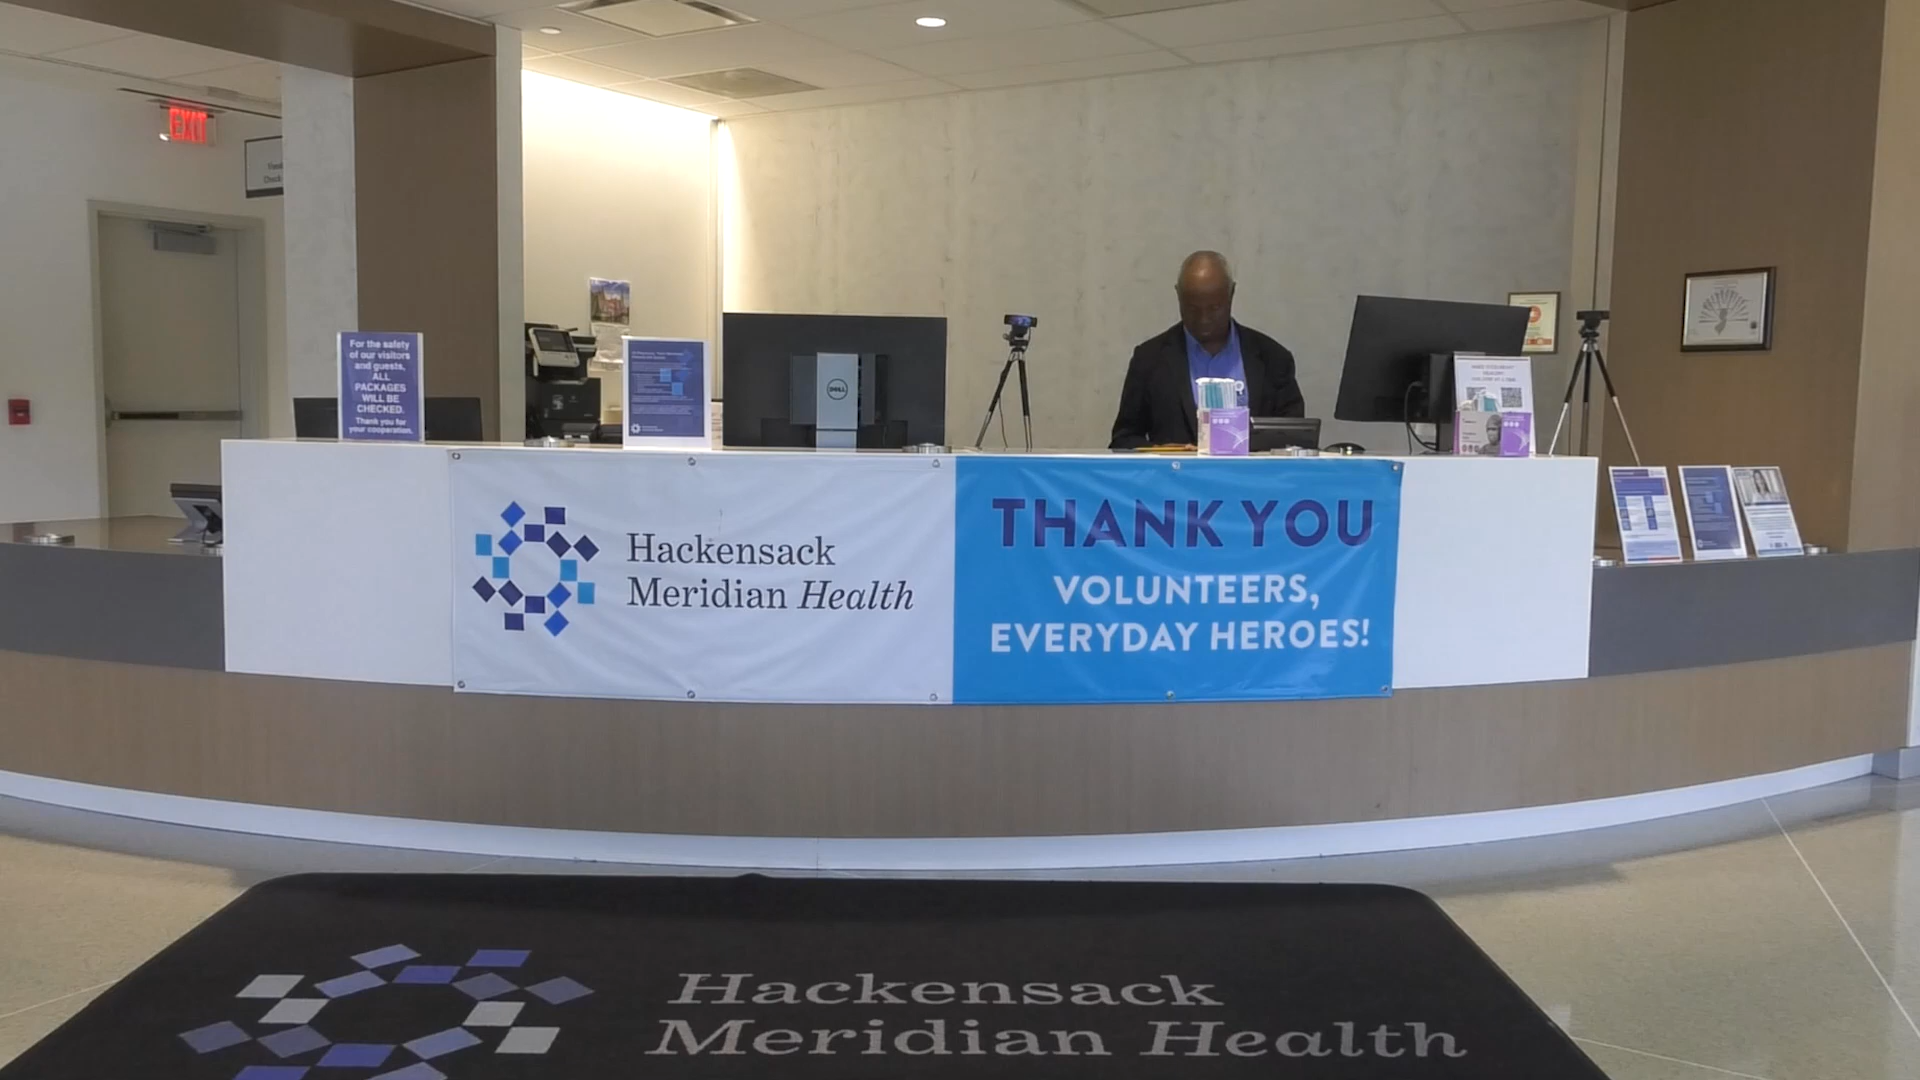 EXIT
For the safety
of our visitors
and guests,
ALL
PACKAGES
WILL BE
CHECKED.
Thank you for
your cooperation.
DELL
Hackensack
Meridian Health
THANK YOU
VOLUNTEERS,
EVERYDAY HEROES!
Hackensack
Meridian Health